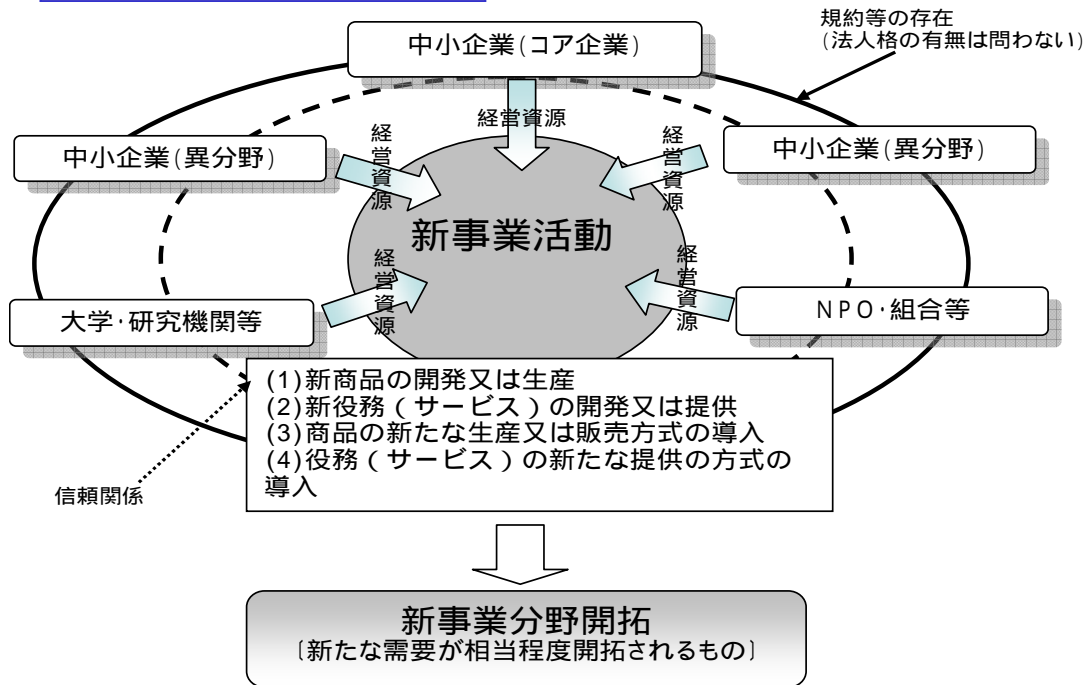 規約等の存在
(法人格の有無は問わない)
中小企業(コア企業)
経営資源
中小企業(異分野)
経営資源
経営資源
中小企業(異分野)
新事業活動
大学・研究機関等
経営資源
経営資源
NPO・組合等
(1)新商品の開発又は生産
(2)新役務(サービス)の開発又は提供
(3)商品の新たな生産又は販売方式の導入
(4)役務(サービス)の新たな提供の方式の
導入
信頼関係
新事業分野開拓
〔新たな需要が相当程度開拓されるもの〕